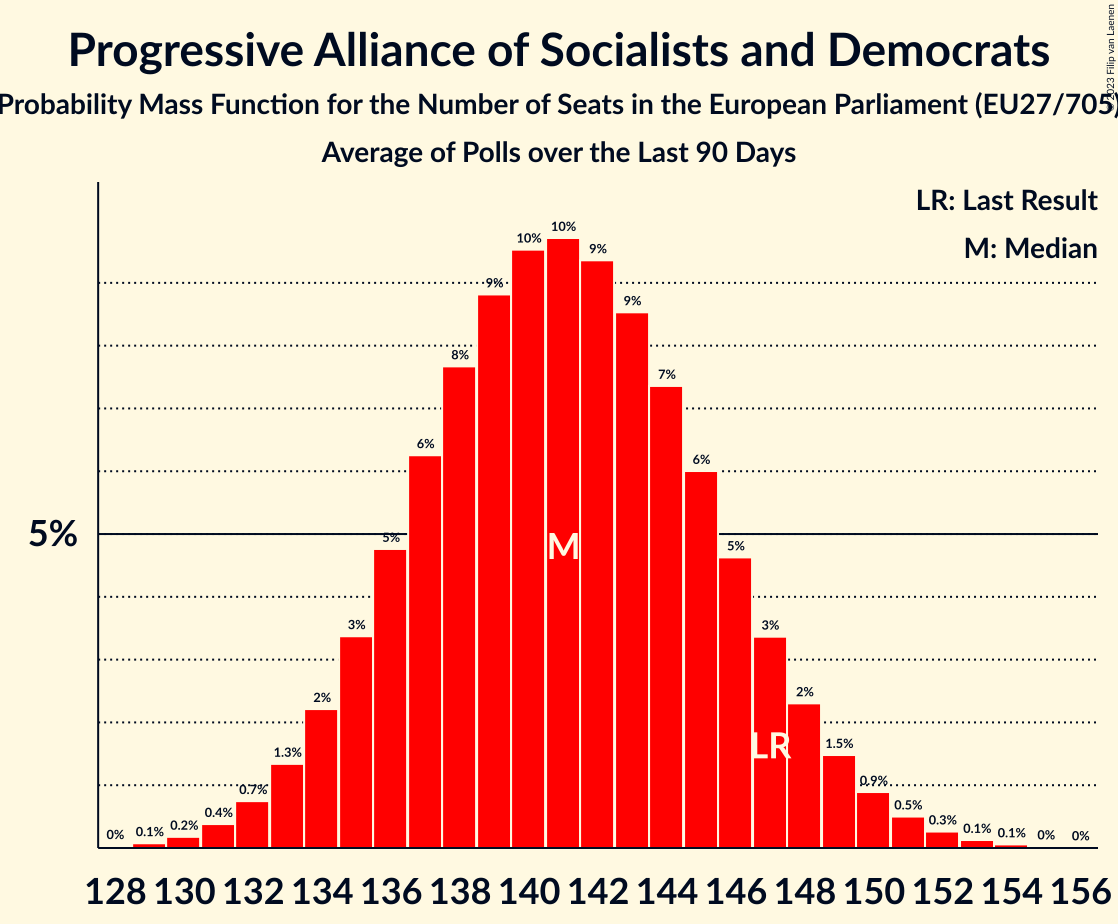 Progressive Alliance of Socialists and Democrats
Probability Mass Function for the Number of Seats in the European Parliament (EU27/705)
Average of Polls over the Last 90 Days
© 2023 Filip van Laenen
LR: Last Result
M: Median
5%
0% 0.1% 0.2% 0.4% 0.7% 1.3% 2% 3% 5% 6% 8% 9% 10% 10% 9% 9% 7% 6% 5% 3% 2% 1.5% 0.9% 0.5% 0.3% 0.1% 0.1% 0% 0%
M
LR
128 130 132 134 136 138 140 142 144 146 148 150 152 154 156